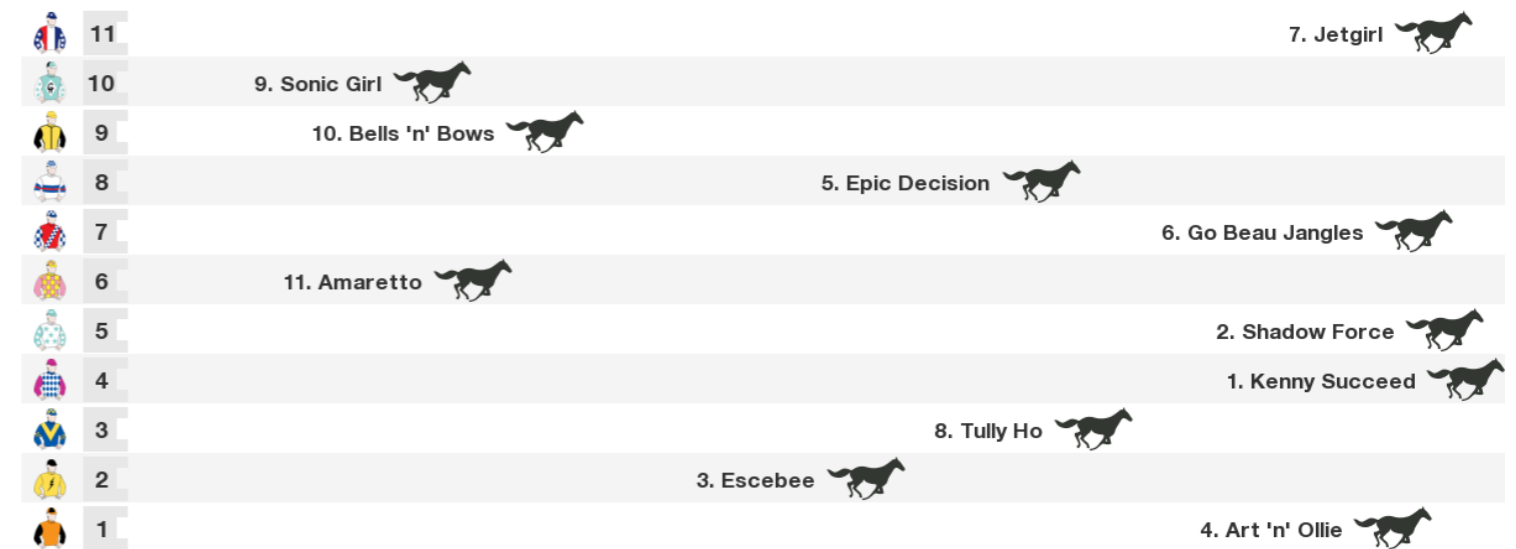 11 7. Jetgirl
10 9. Sonic Girl
9 10. Bells 'n' Bows
8 5. Epic Decision
7 6. Go Beau Jangles
6 11. Amaretto
5 2. Shadow Force
4 1. Kenny Succeed
3 8. Tully Ho
2 3. Escebee
1 4. Art 'n' Ollie